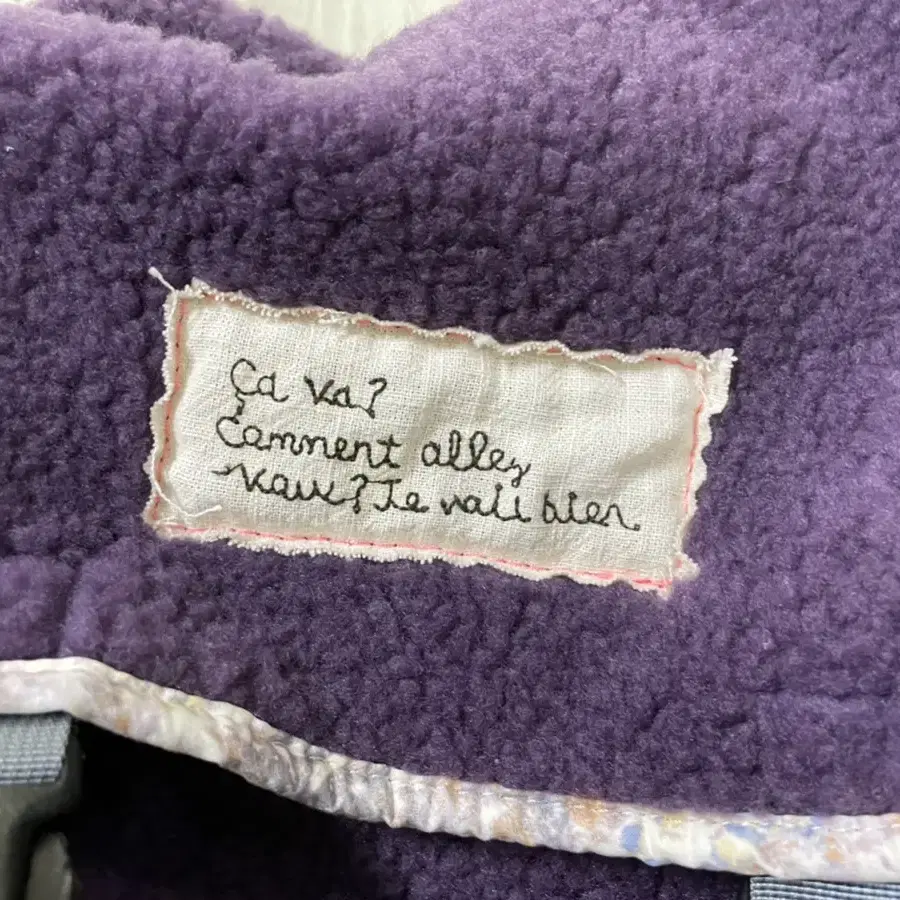 Ça va?
Comment allez
vous? Je vais bien.